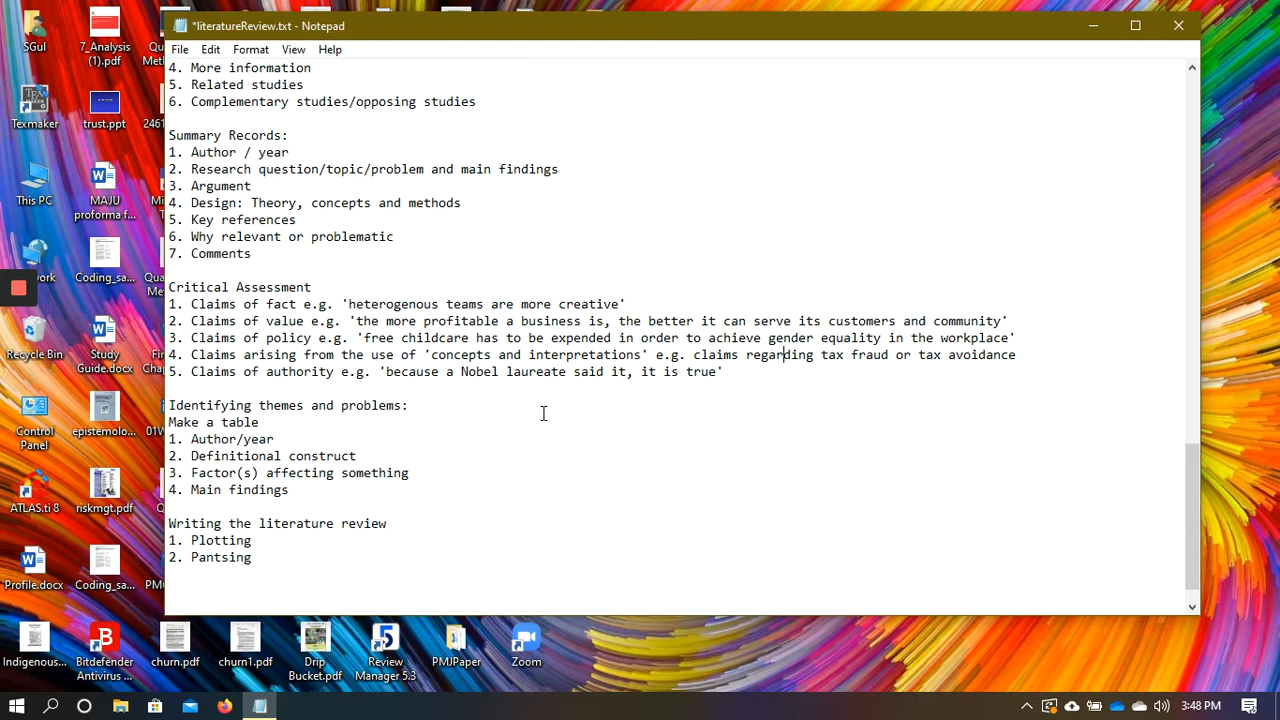 *literatureReview.txt - Notepad
File Edit Format View Help
4. More information
5. Related studies
6. Complementary studies/opposing studies
Summary Records:
1. Author / year
2. Research question/topic/problem and main findings
3. Argument
4. Design: Theory, concepts and methods
5. Key references
6. Why relevant or problematic
7. Comments
Critical Assessment
1. Claims of fact e.g. 'heterogenous teams are more creative'
2. Claims of value e.g. 'the more profitable a business is, the better it can serve its customers and community'
3. Claims of policy e.g. 'free childcare has to be expended in order to achieve gender equality in the workplace'
4. Claims arising from the use of 'concepts and interpretations' e.g. claims regarding tax fraud or tax avoidance
5. Claims of authority e.g. 'because a Nobel laureate said it, it is true'
Identifying themes and problems:
Make a table
1. Author/year
2. Definitional construct
3. Factor(s) affecting something
4. Main findings
Writing the literature review
1. Plotting
2. Pantsing
SGul
7_Analysis
(1).pdf
Texmaker
trust.ppt
2461
This PC
MAJU
proforma f...
Coding_sa...
Recycle Bin
Study
Guide.docx
Control
Panel
epistemolo...
ATLAS.ti 8
riskmgt.pdf
Profile.docx
Coding_sa...
Indigenous...
Bitdefender
Antivirus ...
churn.pdf
churn1.pdf
Drip
Bucket.pdf
Review
Manager 5.3
PMJPaper
Zoom
3:48 PM